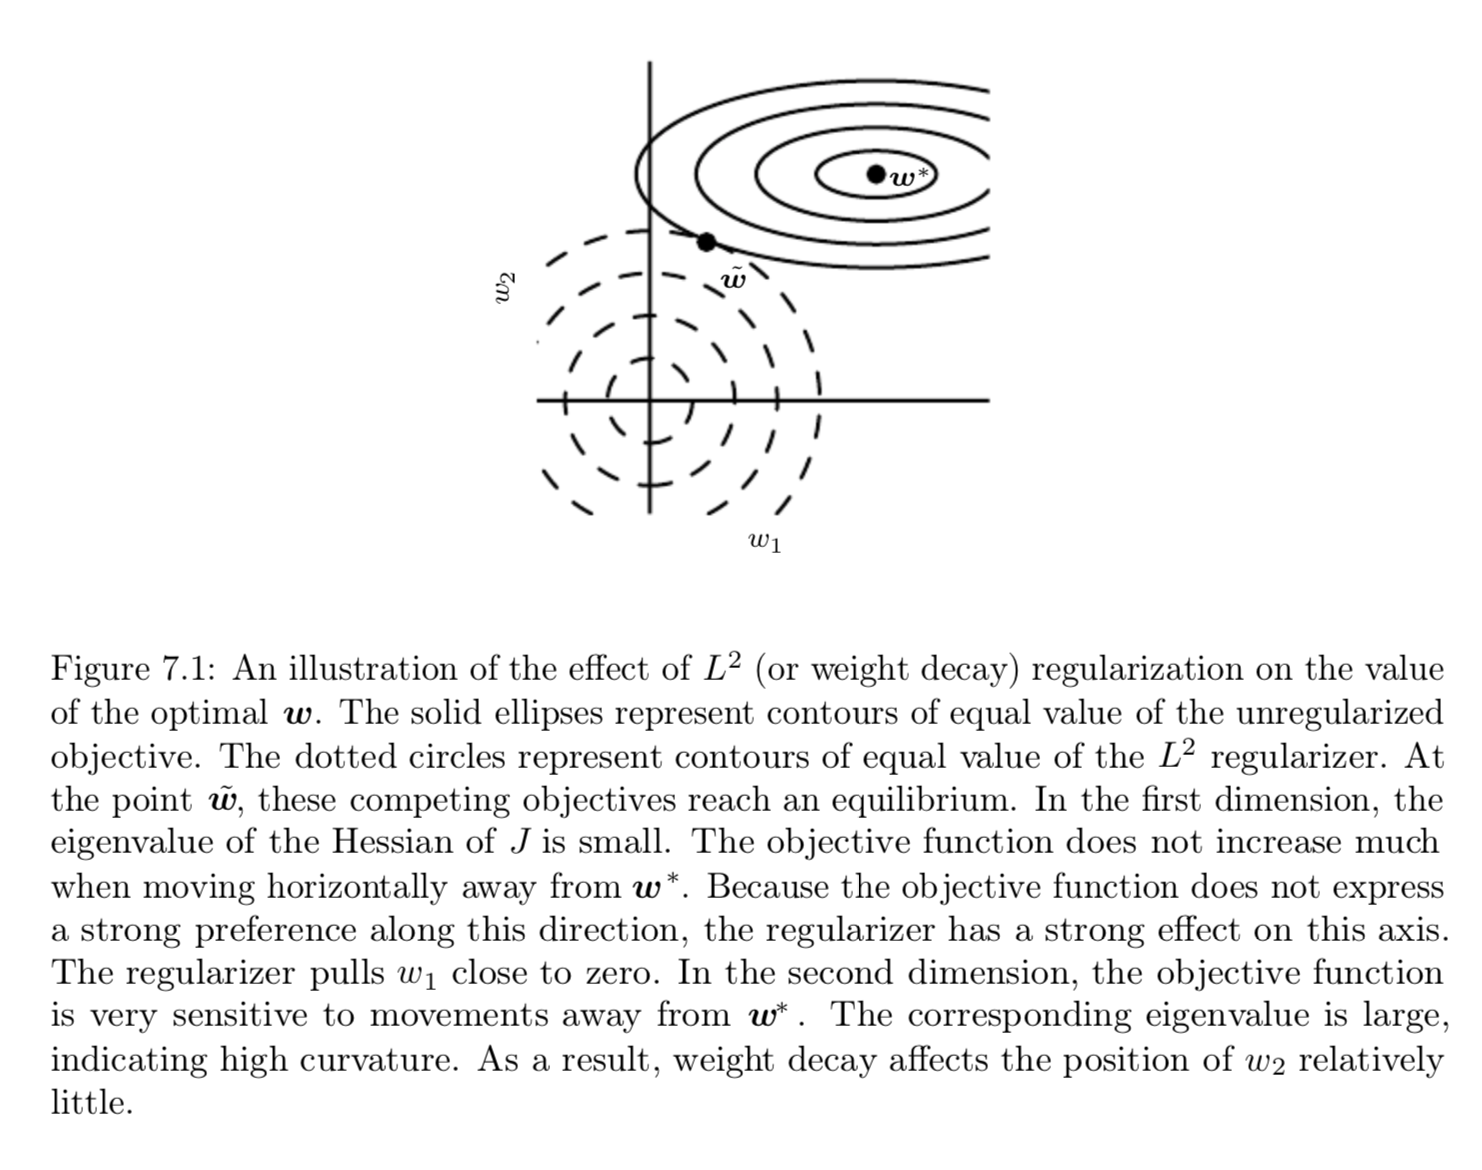 w*
w̃
w₂
w₁
Figure 7.1: An illustration of the effect of L² (or weight decay) regularization on the value
of the optimal w. The solid ellipses represent contours of equal value of the unregularized
objective. The dotted circles represent contours of equal value of the L² regularizer. At
the point w̃, these competing objectives reach an equilibrium. In the first dimension, the
eigenvalue of the Hessian of J is small. The objective function does not increase much
when moving horizontally away from w*. Because the objective function does not express
a strong preference along this direction, the regularizer has a strong effect on this axis.
The regularizer pulls w₁ close to zero. In the second dimension, the objective function
is very sensitive to movements away from w*. The corresponding eigenvalue is large,
indicating high curvature. As a result, weight decay affects the position of w₂ relatively
little.